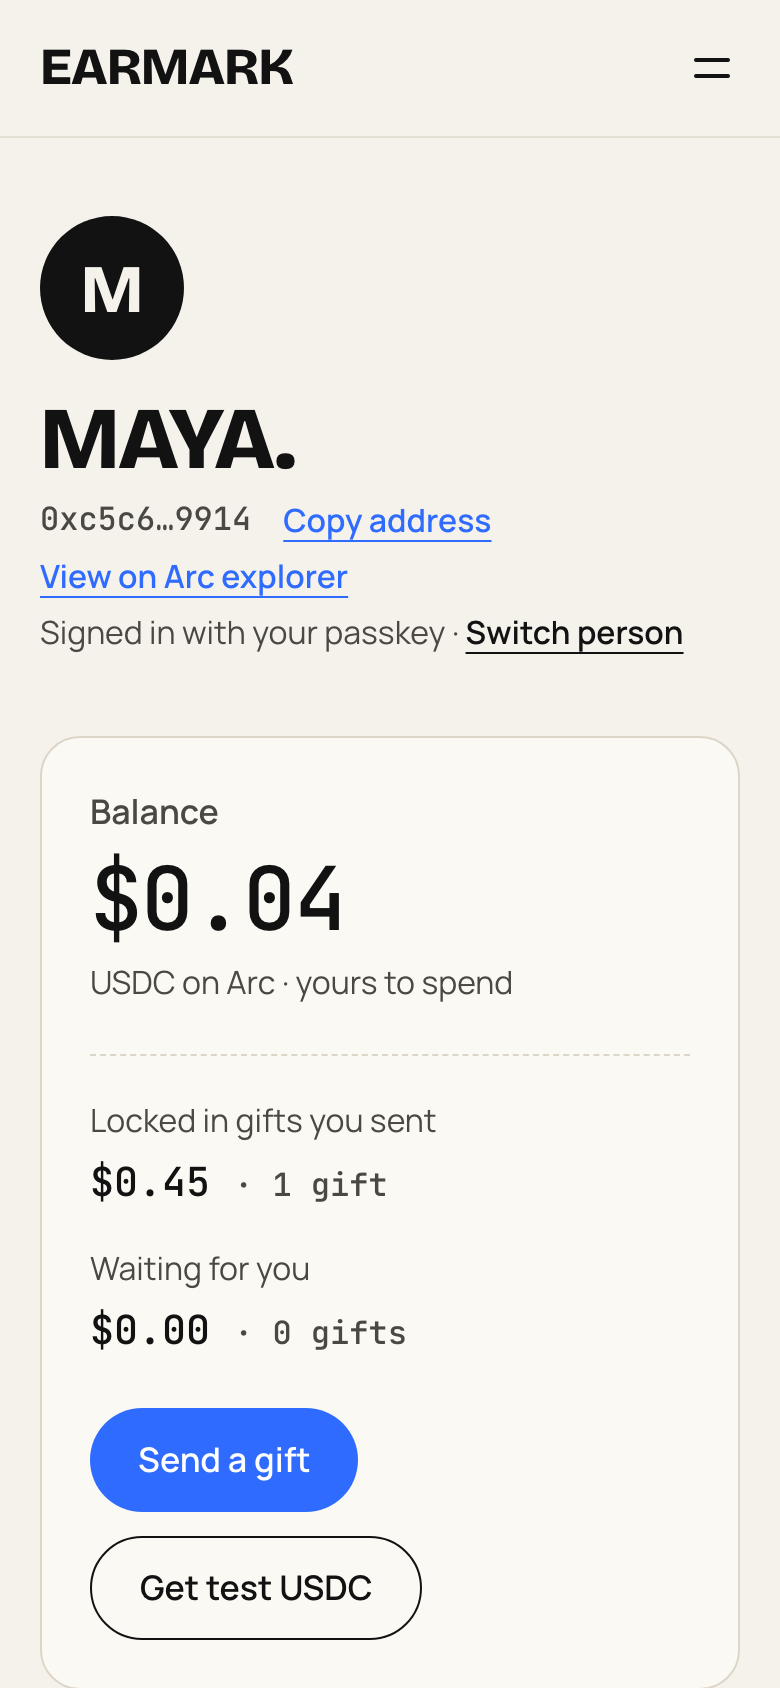 EARMARK
M
MAYA.
0xc5c6…9914 Copy address
View on Arc explorer
Signed in with your passkey · Switch person
Balance
$0.04
USDC on Arc · yours to spend
Locked in gifts you sent
$0.45 · 1 gift
Waiting for you
$0.00 · 0 gifts
Send a gift
Get test USDC